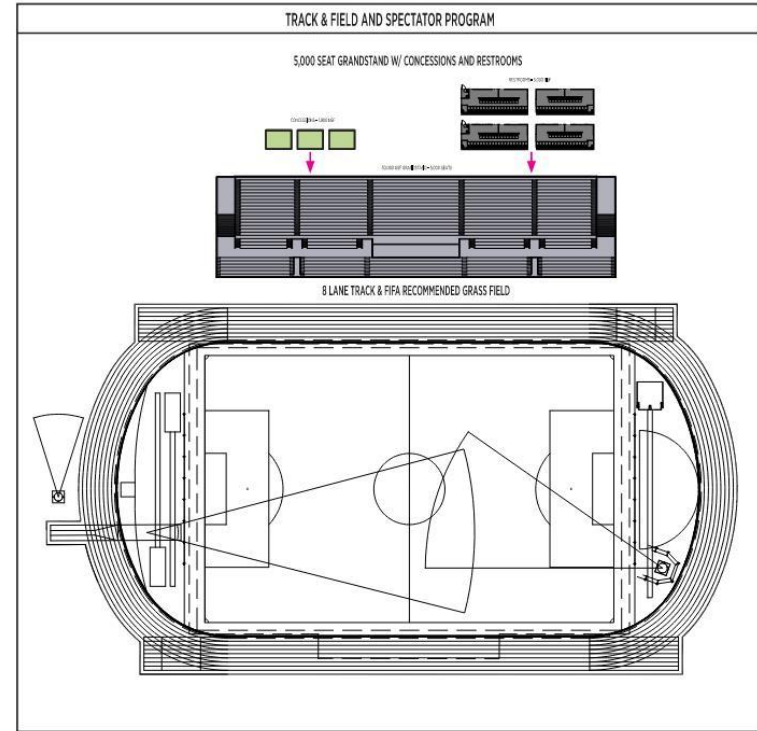 TRACK & FIELD AND SPECTATOR PROGRAM
5,000 SEAT GRANDSTAND W/ CONCESSIONS AND RESTROOMS
8 LANE TRACK & FIFA RECOMMENDED GRASS FIELD